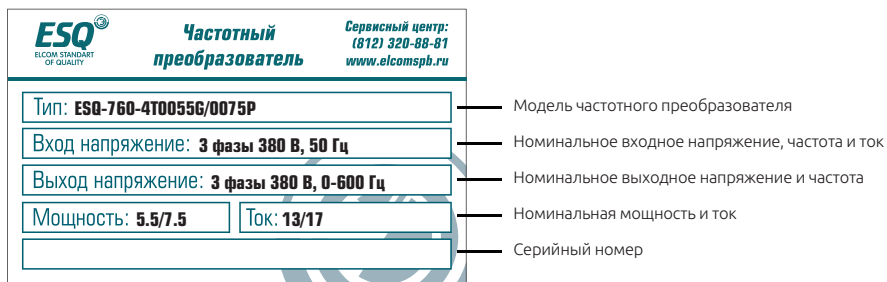 ESQ
ELCOM STANDART
OF QUALITY
Частотный
преобразователь
Сервисный центр:
(812) 320-88-81
www.elcomspb.ru
Тип: ESQ-760-4T0055G/0075P
Модель частотного преобразователя
Вход напряжение: 3 фазы 380 В, 50 Гц
Номинальное входное напряжение, частота и ток
Выход напряжение: 3 фазы 380 В, 0-600 Гц
Номинальное выходное напряжение и частота
Мощность: 5.5/7.5 Ток: 13/17
Номинальная мощность и ток
Серийный номер